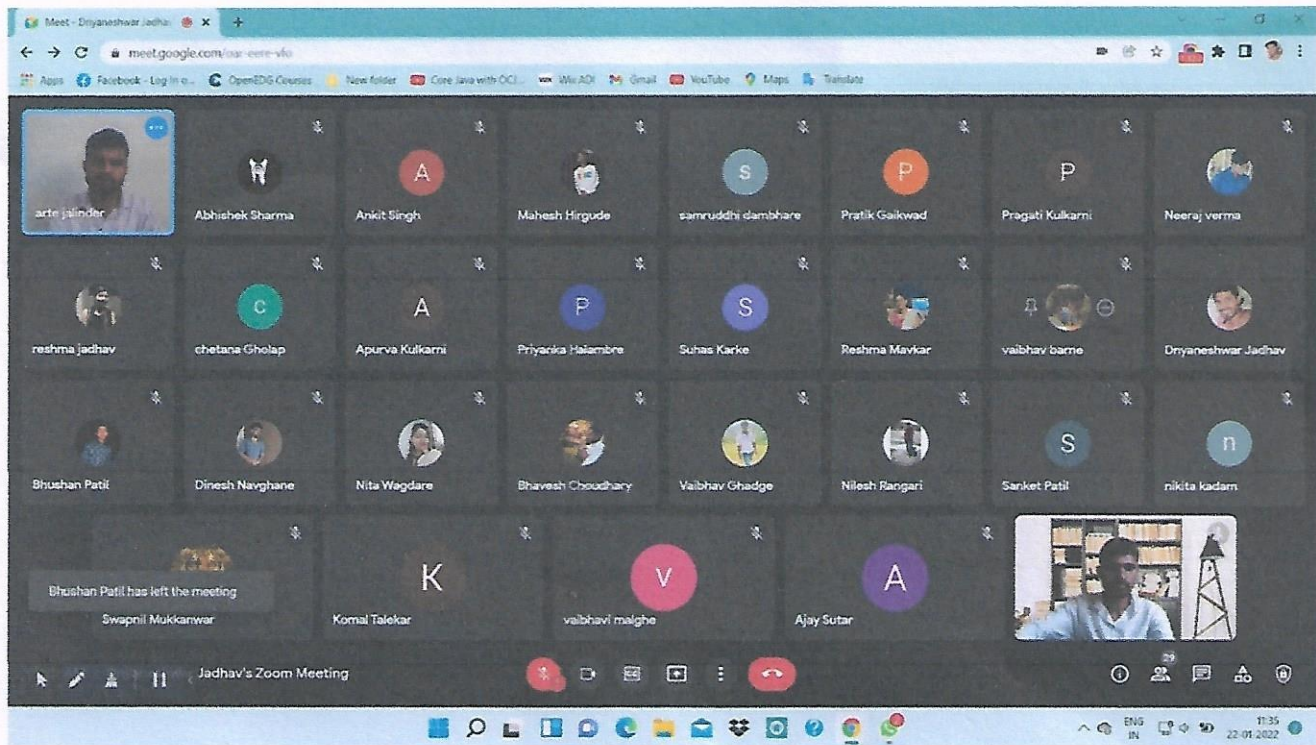 Meet - Dnyaneshwar Jadhav
meet.google.com/oar-eere-vfo
Apps Facebook - Log In o... OpenEDG Courses New folder Core Java with OCJ... Gmail YouTube Maps Translate
arte jalinder Abhishek Sharma A Ankit Singh Mahesh Hirgude s samruddhi dambhare P Pratik Gaikwad P Pragati Kulkarni Neeraj verma
reshma jadhav c chetana Gholap A Apurva Kulkarni P Priyanka Halambre S Suhas Karke Reshma Mavkar vaibhav barne Dnyaneshwar Jadhav
Bhushan Patil Dinesh Navghane Nita Wagdare Bhavesh Choudhary Vaibhav Ghadge Nilesh Rangari S Sanket Patil n nikita kadam
Bhushan Patil has left the meeting
Swapnil Mukkanwar K Komal Talekar V vaibhavi malghe A Ajay Sutar
Jadhav's Zoom Meeting 29
ENG 11:35
IN 22-01-2022